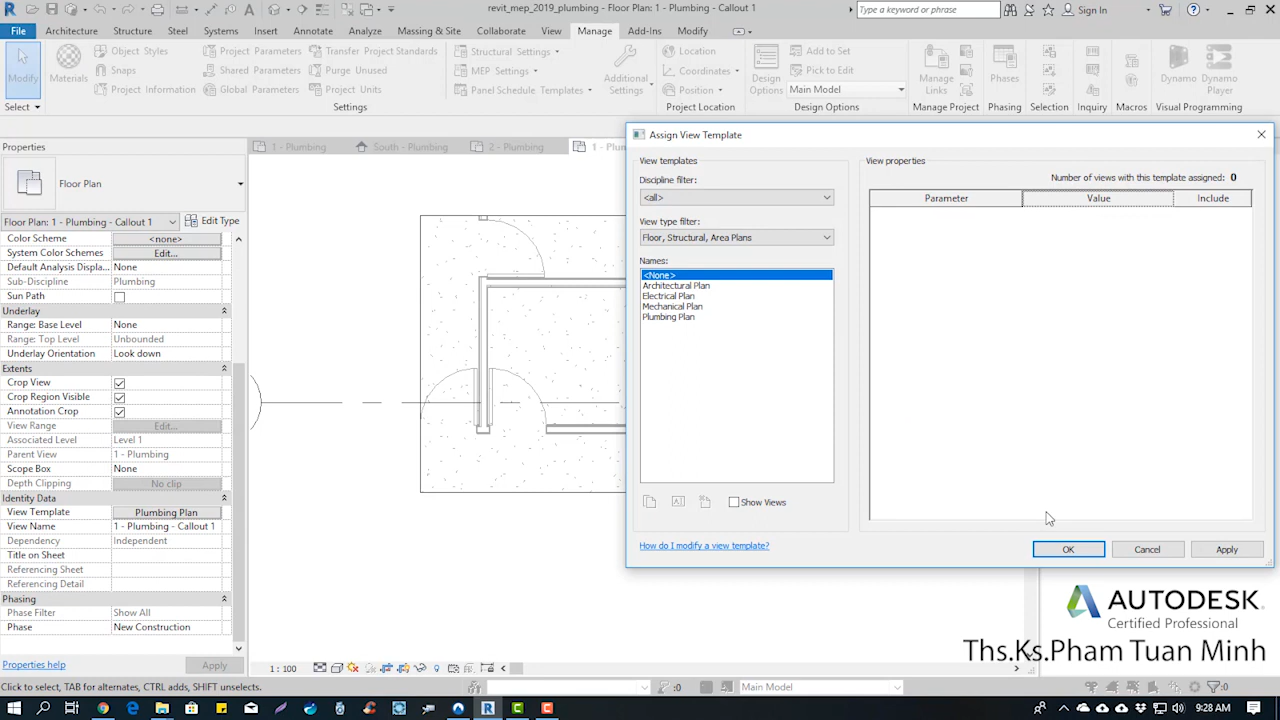 revit_mep_2019_plumbing - Floor Plan: 1 - Plumbing - Callout 1
Type a keyword or phrase
Sign In
File Architecture Structure Steel Systems Insert Annotate Analyze Massing & Site Collaborate View Manage Add-Ins Modify
Modify
Materials
Object Styles
Snaps
Project Information
Project Parameters
Shared Parameters
Global Parameters
Transfer Project Standards
Purge Unused
Project Units
Structural Settings
MEP Settings
Panel Schedule Templates
Additional
Settings
Location
Coordinates
Position
Design
Options
Add to Set
Pick to Edit
Main Model
Manage
Links
Phases
Dynamo
Dynamo
Player
Select
Settings
Project Location
Design Options
Manage Project
Phasing
Selection
Inquiry
Macros
Visual Programming
Properties
Floor Plan
Floor Plan: 1 - Plumbing - Callout 1
Edit Type
Color Scheme <none>
System Color Schemes Edit...
Default Analysis Displa... None
Sub-Discipline Plumbing
Sun Path
Underlay
Range: Base Level None
Range: Top Level Unbounded
Underlay Orientation Look down
Extents
Crop View
Crop Region Visible
Annotation Crop
View Range Edit...
Associated Level Level 1
Parent View 1 - Plumbing
Scope Box None
Depth Clipping No clip
Identity Data
View Template Plumbing Plan
View Name 1 - Plumbing - Callout 1
Dependency Independent
Title on Sheet
Referencing Sheet
Referencing Detail
Phasing
Phase Filter Show All
Phase New Construction
Properties help
Apply
1 - Plumbing
South - Plumbing
2 - Plumbing
1 - Plum
Assign View Template
View templates
Discipline filter:
<all>
View type filter:
Floor, Structural, Area Plans
Names:
<None>
Architectural Plan
Electrical Plan
Mechanical Plan
Plumbing Plan
Show Views
How do I modify a view template?
View properties
Number of views with this template assigned: 0
Parameter Value Include
OK Cancel Apply
AUTODESK.
Certified Professional
Ths.Ks.Pham Tuan Minh
1 : 100
Click to select, TAB for alternates, CTRL adds, SHIFT unselects.
:0
Main Model
:0
9:28 AM